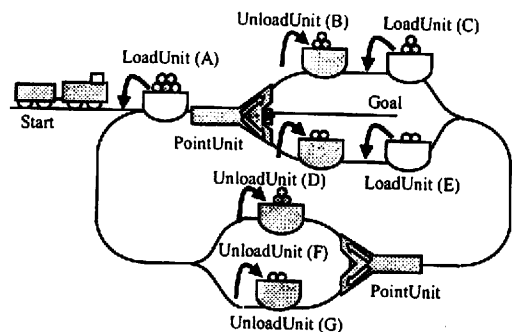 UnloadUnit (B)
LoadUnit (C)
LoadUnit (A)
Start
Goal
PointUnit
UnloadUnit (D)
LoadUnit (E)
UnloadUnit (F)
PointUnit
UnloadUnit (G)